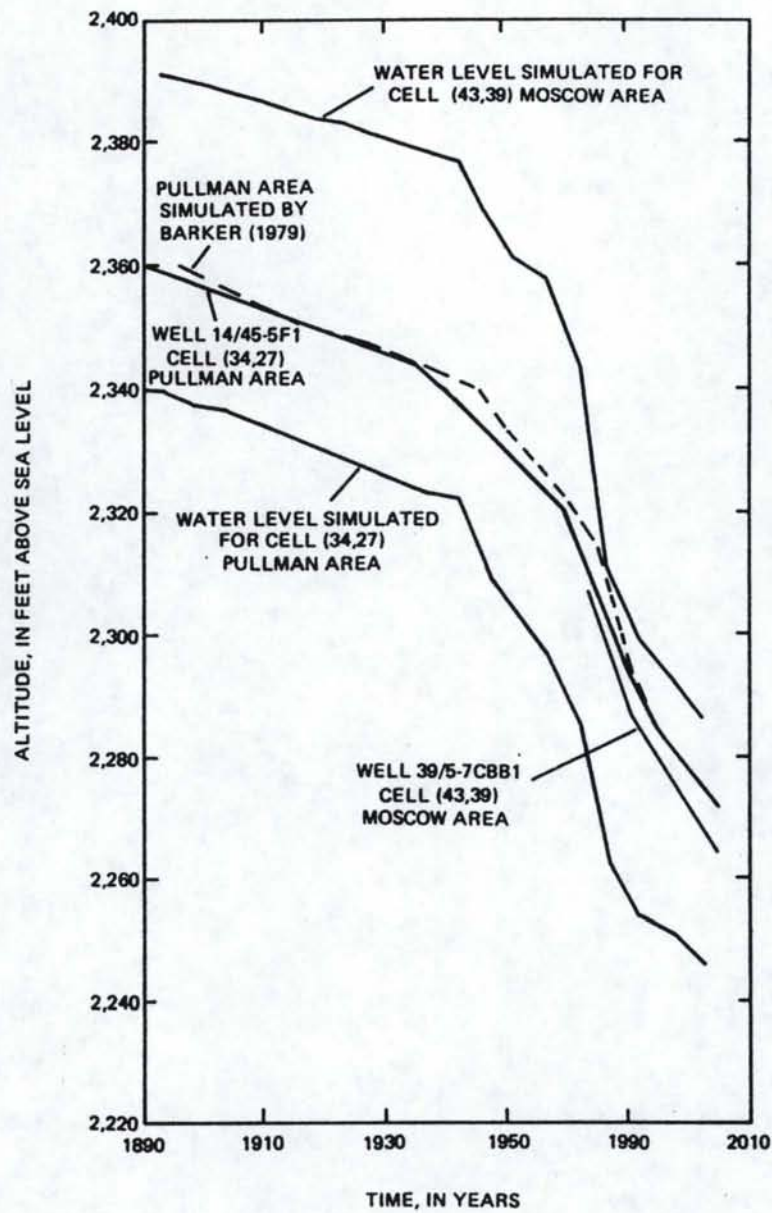 2,400
WATER LEVEL SIMULATED FOR
CELL (43,39) MOSCOW AREA
2,380
PULLMAN AREA
SIMULATED BY
BARKER (1979)
2,360
WELL 14/45-5F1
CELL (34,27)
PULLMAN AREA
2,340
WATER LEVEL SIMULATED
FOR CELL (34,27)
PULLMAN AREA
2,320
2,300
WELL 39/5-7CBB1
CELL (43,39)
MOSCOW AREA
2,280
2,260
2,240
2,220
ALTITUDE, IN FEET ABOVE SEA LEVEL
1890 1910 1930 1950 1990 2010
TIME, IN YEARS